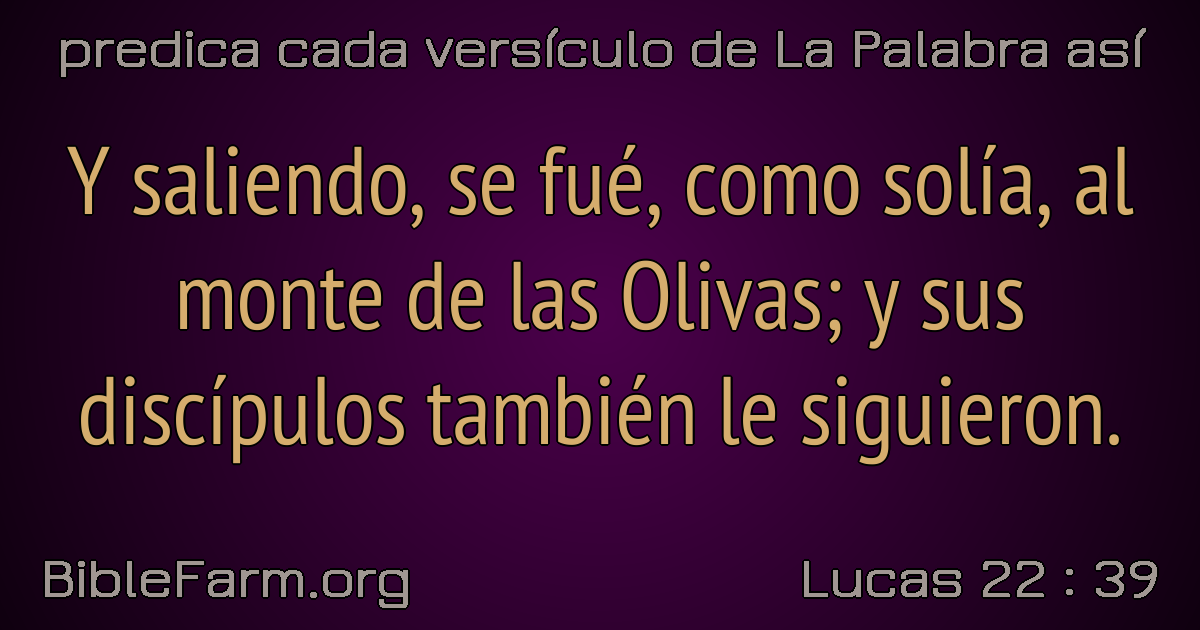 predica cada versículo de La Palabra así
Y saliendo, se fué, como solía, al
monte de las Olivas; y sus
discípulos también le siguieron.
BibleFarm.org
Lucas 22 : 39